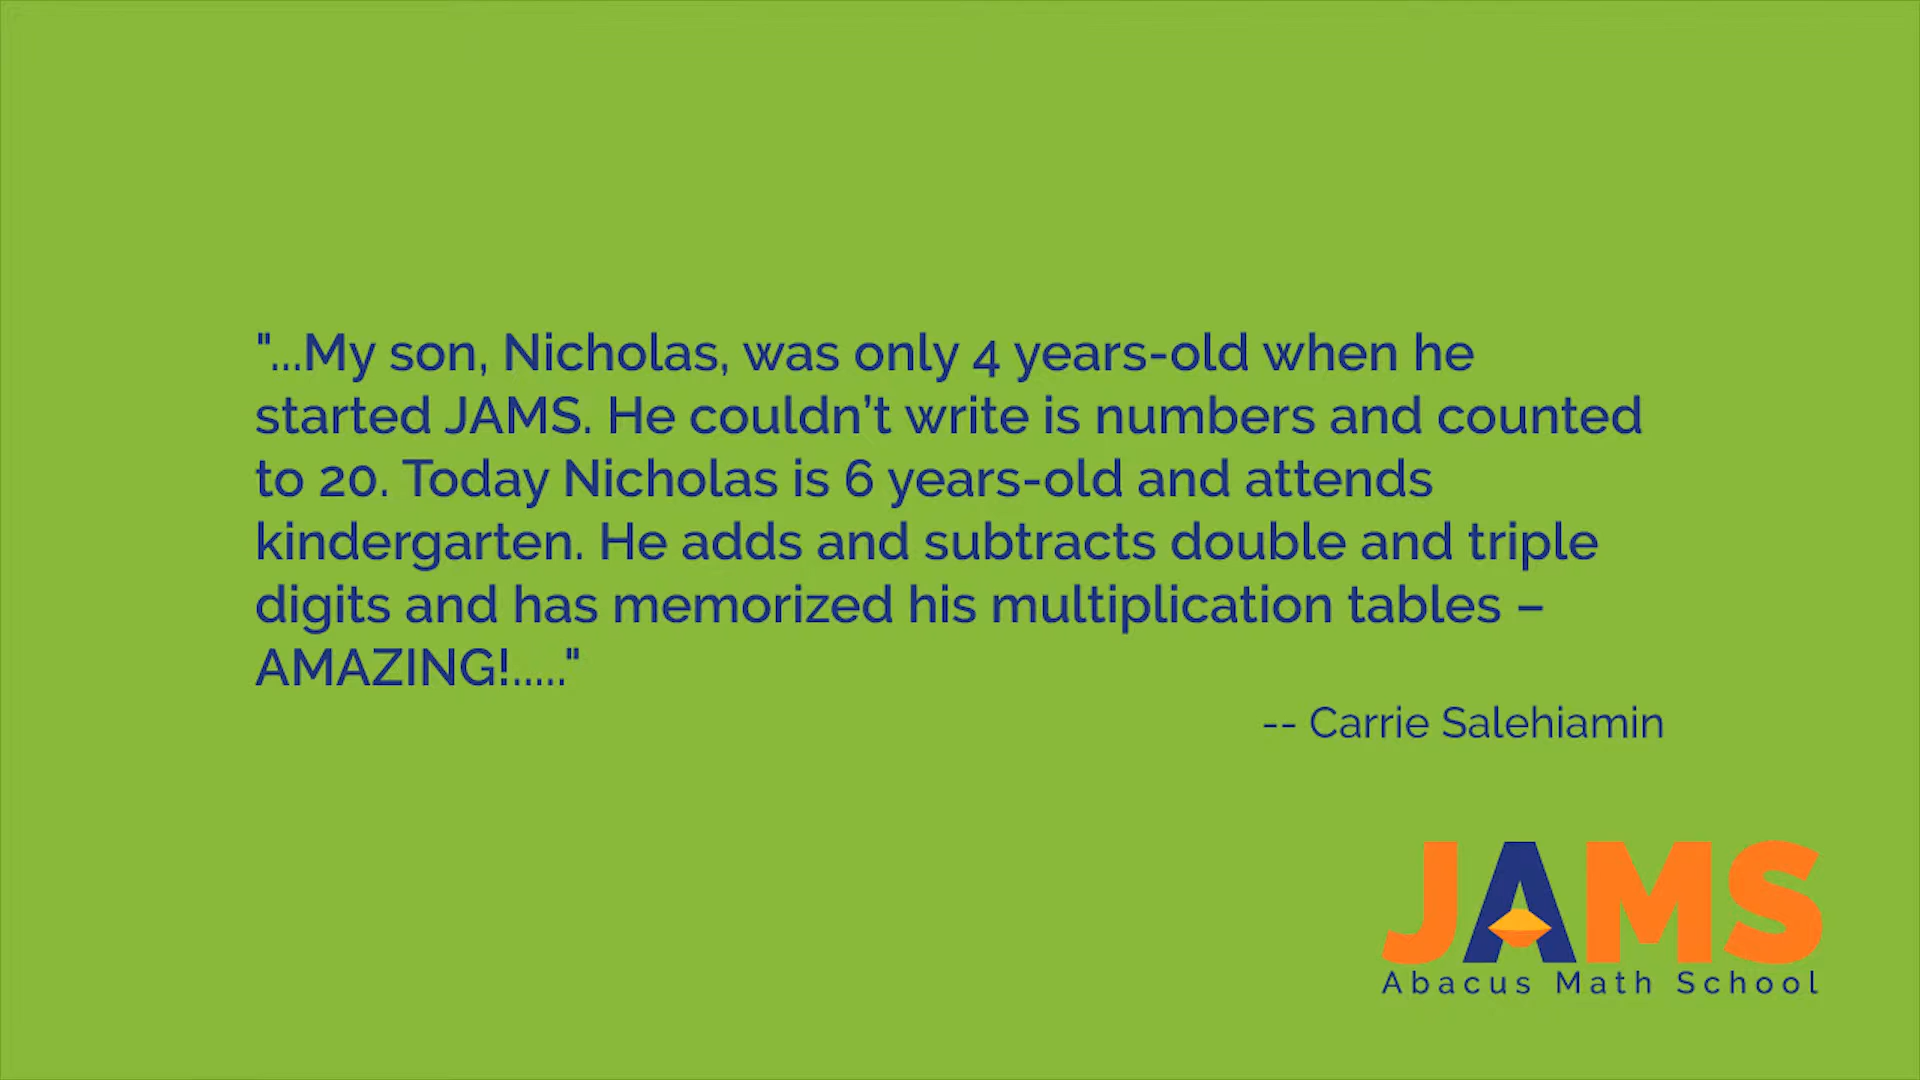 "...My son, Nicholas, was only 4 years-old when he
started JAMS. He couldn’t write is numbers and counted
to 20. Today Nicholas is 6 years-old and attends
kindergarten. He adds and subtracts double and triple
digits and has memorized his multiplication tables –
AMAZING!....."
-- Carrie Salehiamin
JAMS
Abacus Math School